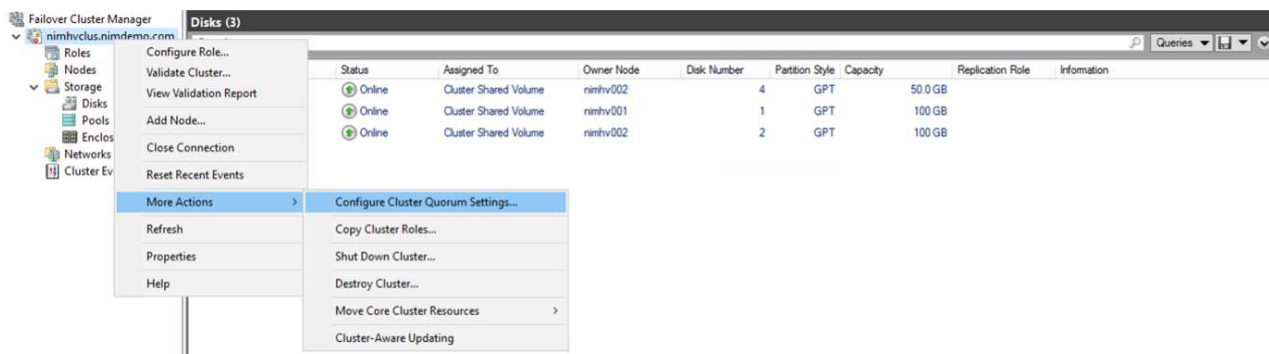 Failover Cluster Manager
nimhvclus.nimdemo.com
Roles
Nodes
Storage
Disks
Pools
Enclos
Networks
Cluster Ev
Disks (3)
Queries
Status Assigned To Owner Node Disk Number Partition Style Capacity Replication Role Information
Online Cluster Shared Volume nimhv002 4 GPT 50.0 GB
Online Cluster Shared Volume nimhv001 1 GPT 100 GB
Online Cluster Shared Volume nimhv002 2 GPT 100 GB
Configure Role...
Validate Cluster...
View Validation Report
Add Node...
Close Connection
Reset Recent Events
More Actions >
Refresh
Properties
Help
Configure Cluster Quorum Settings...
Copy Cluster Roles...
Shut Down Cluster...
Destroy Cluster...
Move Core Cluster Resources >
Cluster-Aware Updating